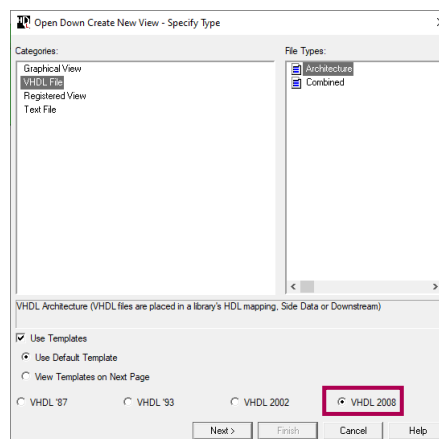 Open Down Create New View - Specify Type
Categories:
File Types:
Graphical View
VHDL File
Registered View
Text File
Architecture
Combined
VHDL Architecture (VHDL files are placed in a library's HDL mapping, Side Data or Downstream)
Use Templates
Use Default Template
View Templates on Next Page
VHDL '87 VHDL '93 VHDL 2002 VHDL 2008
Next > Finish Cancel Help